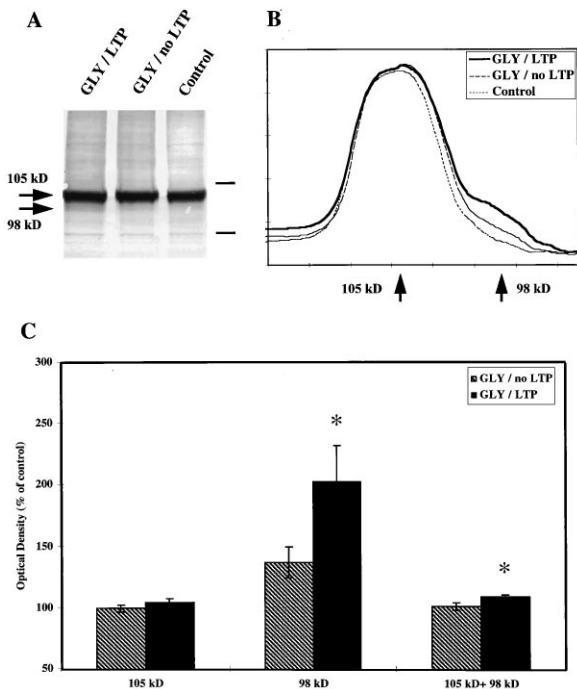 A
GLY / LTP
GLY / no LTP
Control
105 kD
98 kD
B
GLY / LTP
GLY / no LTP
Control
105 kD
98 kD
C
300
250
200
150
100
50
Optical Density (% of control)
GLY / no LTP
GLY / LTP
*
*
105 kD
98 kD
105 kD+ 98 kD